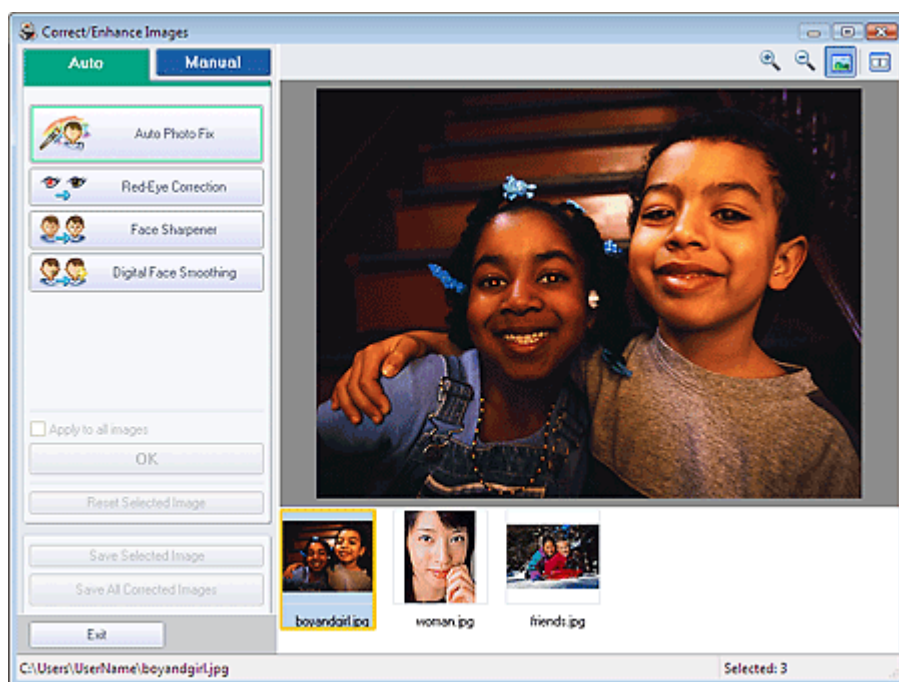 Correct/Enhance Images
Auto
Manual
Auto Photo Fix
Red-Eye Correction
Face Sharpener
Digital Face Smoothing
Apply to all images
OK
Reset Selected Image
Save Selected Image
Save All Corrected Images
Exit
boyandgirl.jpg
woman.jpg
friends.jpg
C:\Users\UserName\boyandgirl.jpg
Selected: 3